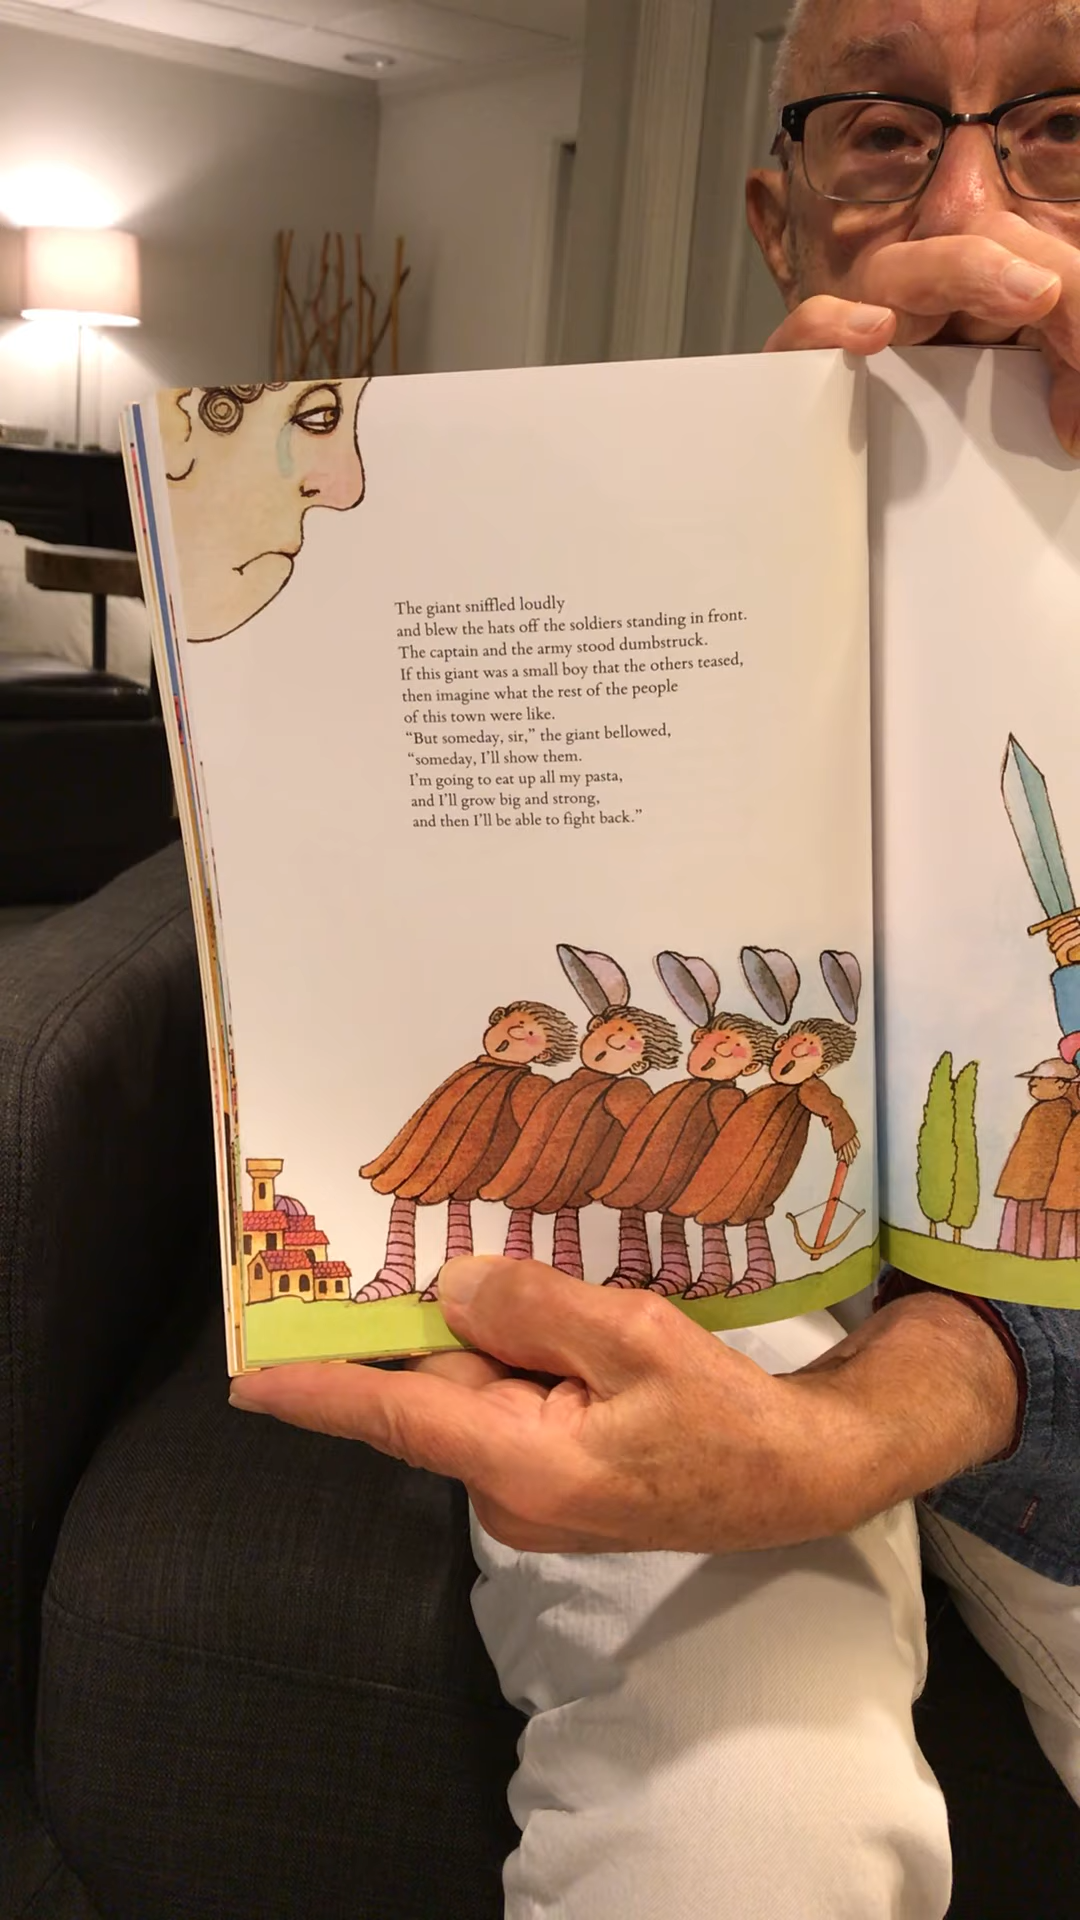 The giant sniffled loudly
and blew the hats off the soldiers standing in front.
The captain and the army stood dumbstruck.
If this giant was a small boy that the others teased,
then imagine what the rest of the people
of this town were like.
“But someday, sir,” the giant bellowed,
“someday, I’ll show them.
I’m going to eat up all my pasta,
and I’ll grow big and strong,
and then I’ll be able to fight back.”